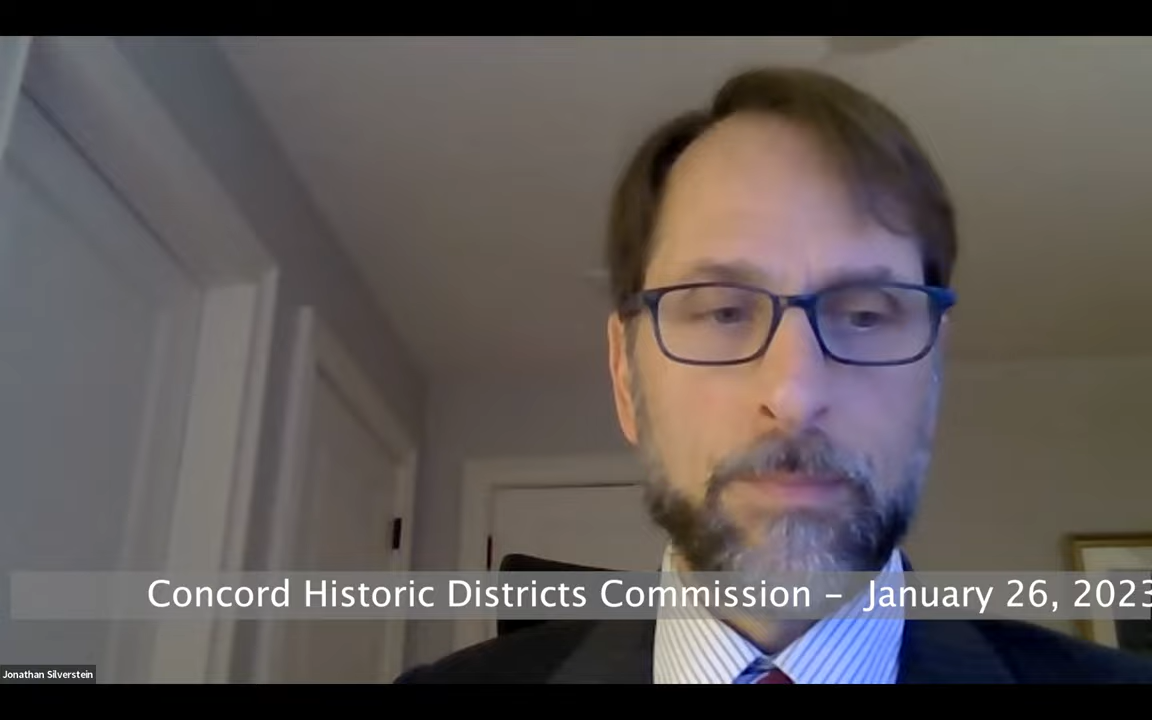 Concord Historic Districts Commission – January 26, 2023
Jonathan Silverstein